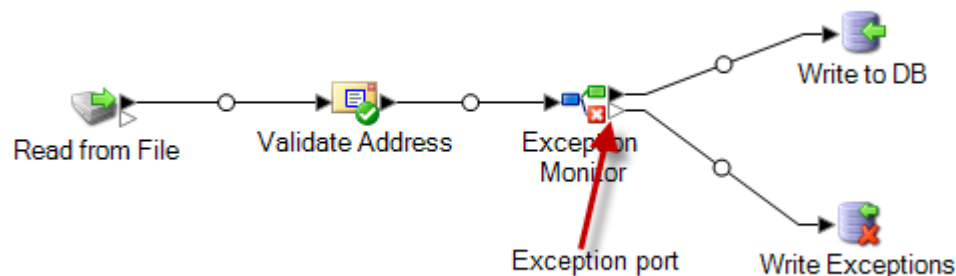 Read from File
Validate Address
Exception
Monitor
Write to DB
Exception port
Write Exceptions